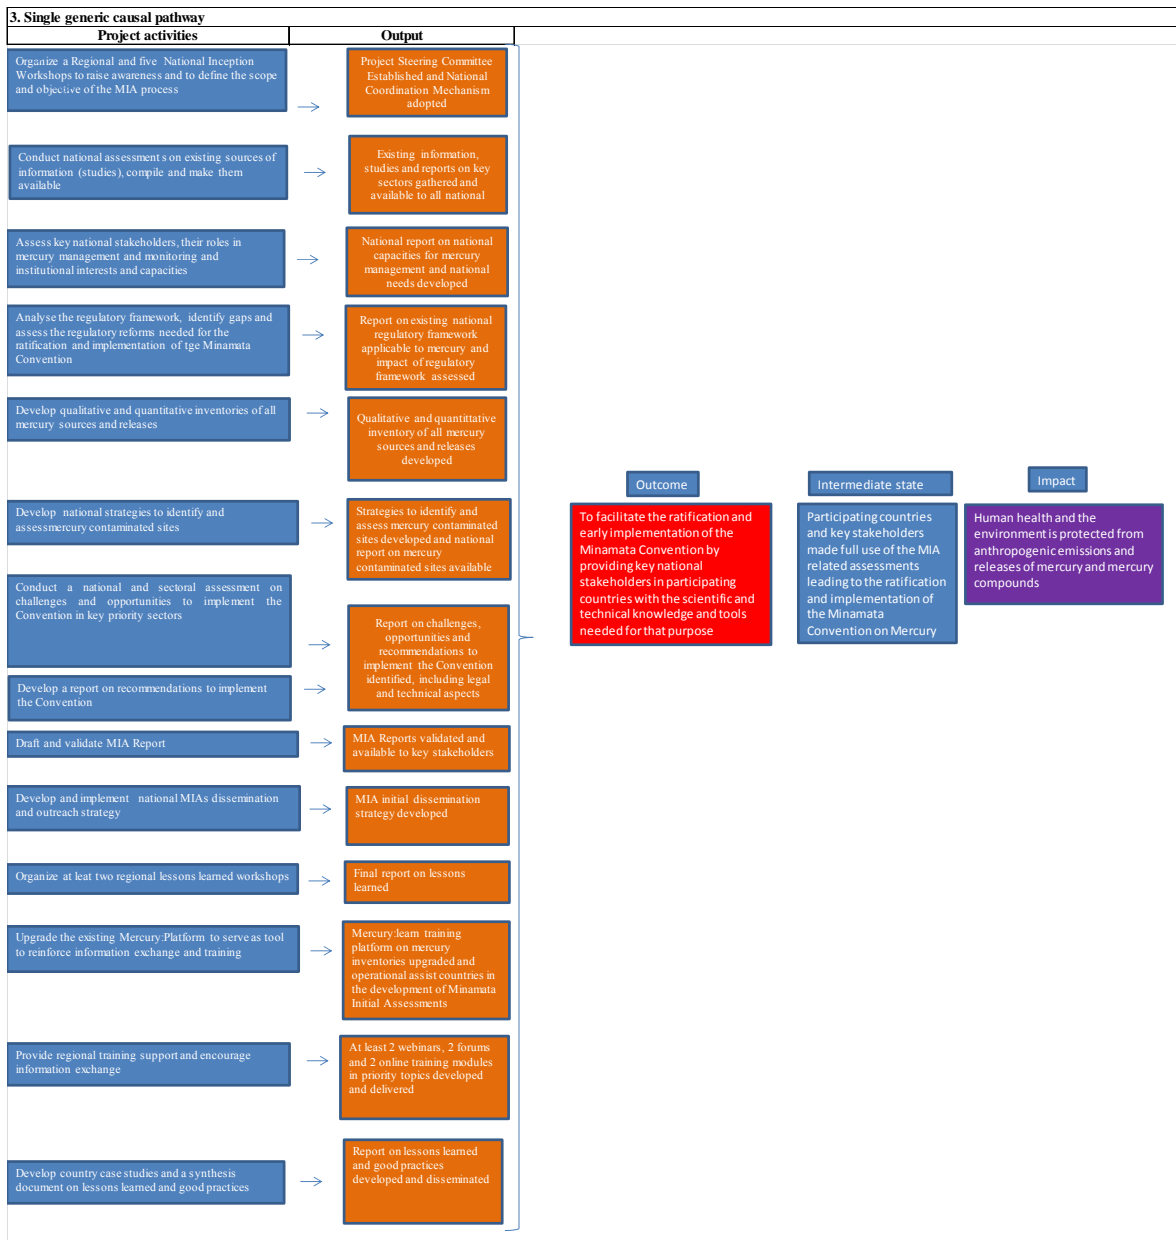 3. Single generic causal pathway
Project activities
Output
Organize a Regional and five National Inception
Workshops to raise awareness and to define the scope
and objective of the MIA process
Project Steering Committee
Established and National
Coordination Mechanism
adopted
Conduct national assessment s on existing sources of
information (studies), compile and make them
available
Existing information,
studies and reports on key
sectors gathered and
available to all national
Assess key national stakeholders, their roles in
mercury management and monitoring and
institutional interests and capacities
National report on national
capacities for mercury
management and national
needs developed
Analyse the regulatory framework, identify gaps and
assess the regulatory reforms needed for the
ratification and implementation of tge Minamata
Convention
Report on existing national
regulatory framework
applicable to mercury and
impact of regulatory
framework assessed
Develop qualitative and quantitative inventories of all
mercury sources and releases
Qualitative and quantittative
inventory of all mercury
sources and releases
developed
Develop national strategies to identify and
assessmercury contaminated sites
Strategies to identify and
assess mercury contaminated
sites developed and national
report on mercury
contaminated sites available
Conduct a national and sectoral assessment on
challenges and opportunities to implement the
Convention in key priority sectors
Report on challenges,
opportunities and
recommendations to
implement the Convention
identified, including legal
and technical aspects
Develop a report on recommendations to implement
the Convention
Draft and validate MIA Report
MIA Reports validated and
available to key stakeholders
Develop and implement national MIAs dissemination
and outreach strategy
MIA initial dissemination
strategy developed
Organize at leat two regional lessons learned workshops
Final report on lessons
learned
Upgrade the existing Mercury:Platform to serve as tool
to reinforce information exchange and training
Mercury:learn training
platform on mercury
inventories upgraded and
operational assist countries in
the development of Minamata
Initial Assessments
Provide regional training support and encourage
information exchange
At least 2 webinars, 2 forums
and 2 online training modules
in priority topics developed
and delivered
Develop country case studies and a synthesis
document on lessons learned and good practices
Report on lessons learned
and good practices
developed and disseminated
Outcome
To facilitate the ratification and
early implementation of the
Minamata Convention by
providing key national
stakeholders in participating
countries with the scientific and
technical knowledge and tools
needed for that purpose
Intermediate state
Participating countries
and key stakeholders
made full use of the MIA
related assessments
leading to the ratification
and implementation of
the Minamata
Convention on Mercury
Impact
Human health and the
environment is protected from
anthropogenic emissions and
releases of mercury and mercury
compounds